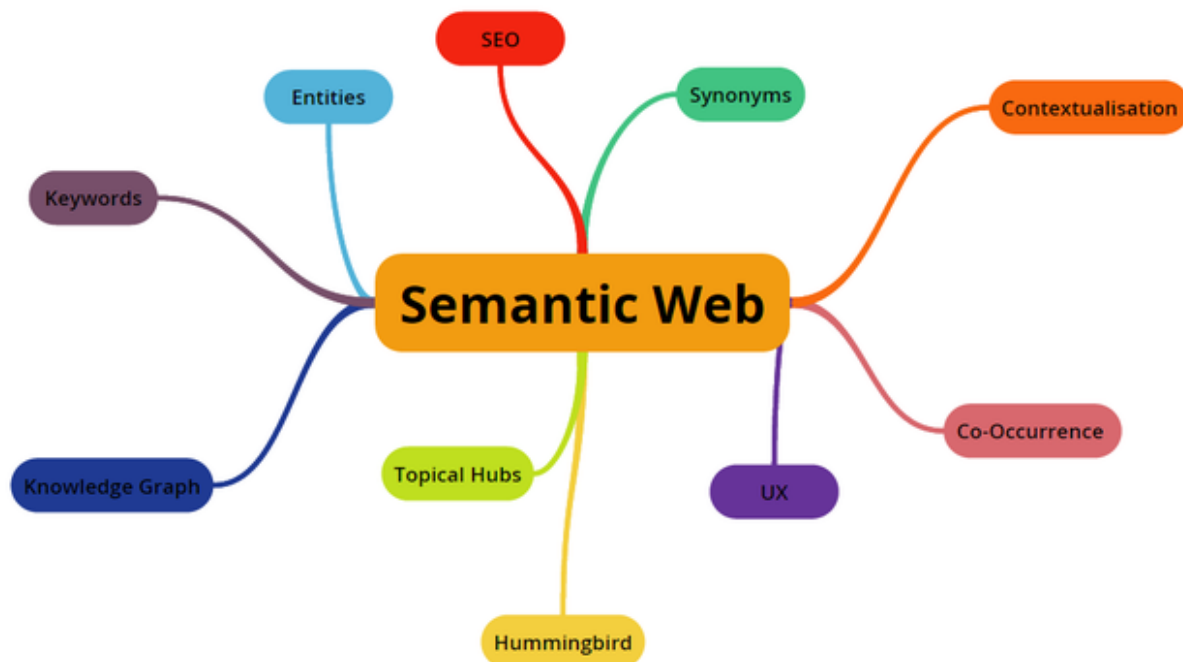 SEO
Synonyms
Entities
Contextualisation
Keywords
Semantic Web
Co-Occurrence
Topical Hubs
Knowledge Graph
UX
Hummingbird